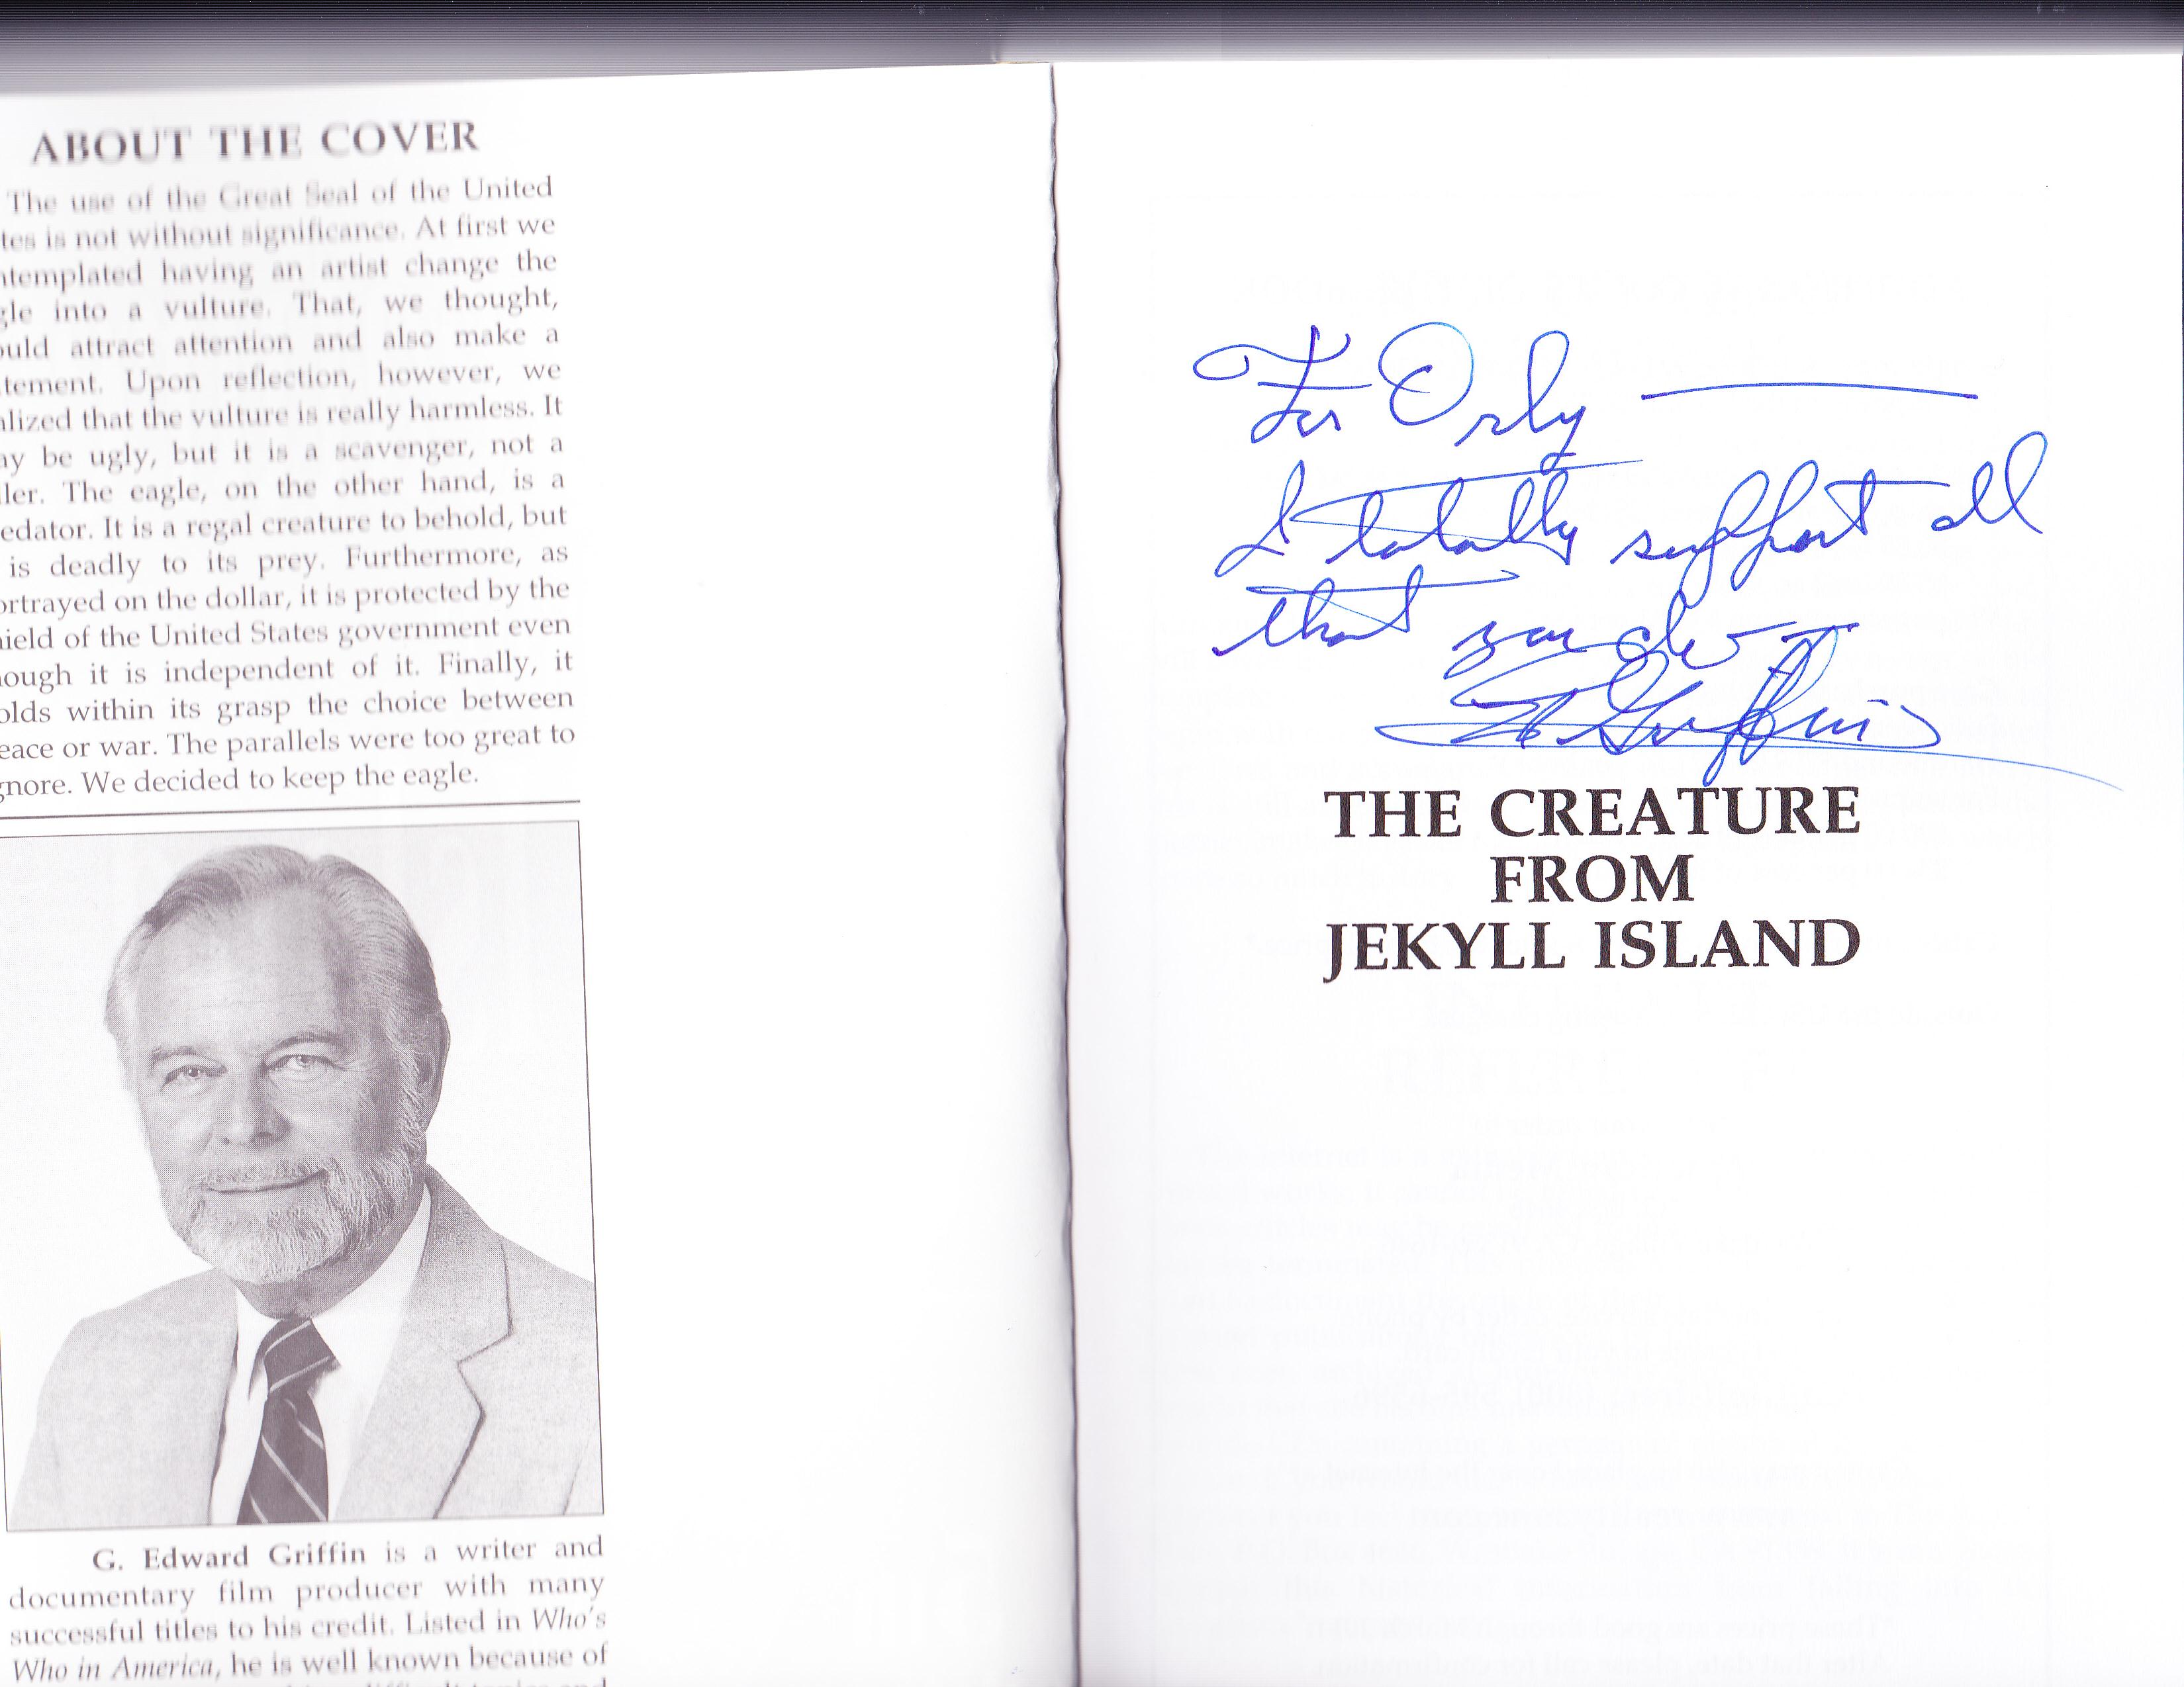 ABOUT THE COVER
The use of the Great Seal of the United
tes is not without significance. At first we
ntemplated having an artist change the
gle into a vulture. That, we thought,
ould attract attention and also make a
tement. Upon reflection, however, we
alized that the vulture is really harmless. It
ay be ugly, but it is a scavenger, not a
ler. The eagle, on the other hand, is a
edator. It is a regal creature to behold, but
is deadly to its prey. Furthermore, as
ortrayed on the dollar, it is protected by the
hield of the United States government even
hough it is independent of it. Finally, it
olds within its grasp the choice between
eace or war. The parallels were too great to
gnore. We decided to keep the eagle.
G. Edward Griffin is a writer and
documentary film producer with many
successful titles to his credit. Listed in Who's
Who in America, he is well known because of
For Orly —
I totally support all
that you do —
Griffin
THE CREATURE
FROM
JEKYLL ISLAND